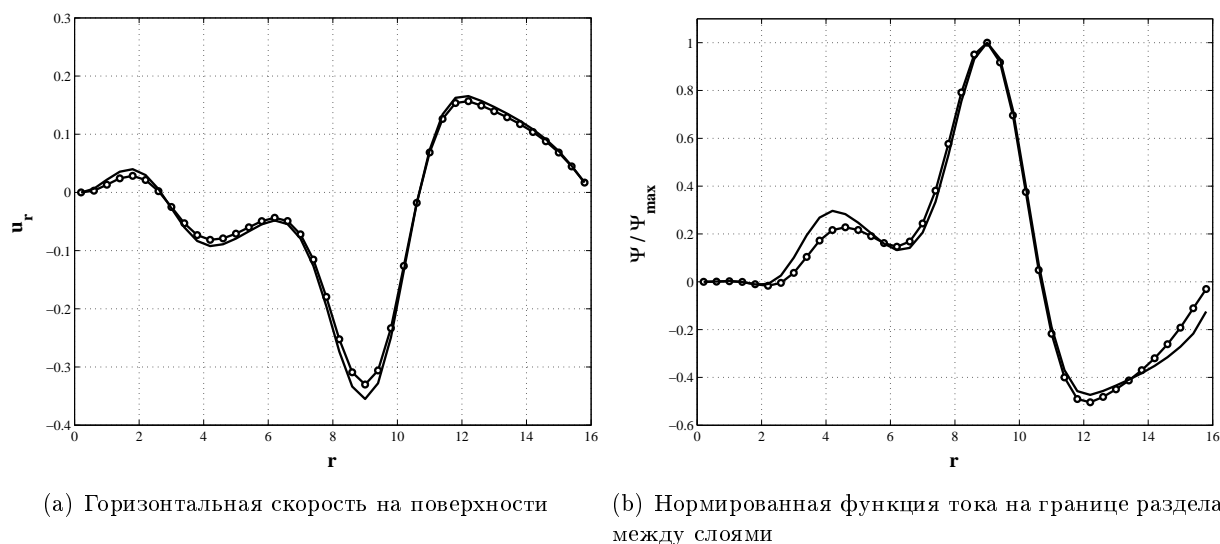 0.3
0.2
0.1
0
−0.1
−0.2
−0.3
−0.4
u_r
0 2 4 6 8 10 12 14 16
r
(a) Горизонтальная скорость на поверхности
1
0.8
0.6
0.4
0.2
0
−0.2
−0.4
−0.6
Ψ / Ψ_max
0 2 4 6 8 10 12 14 16
r
(b) Нормированная функция тока на границе раздела
между слоями